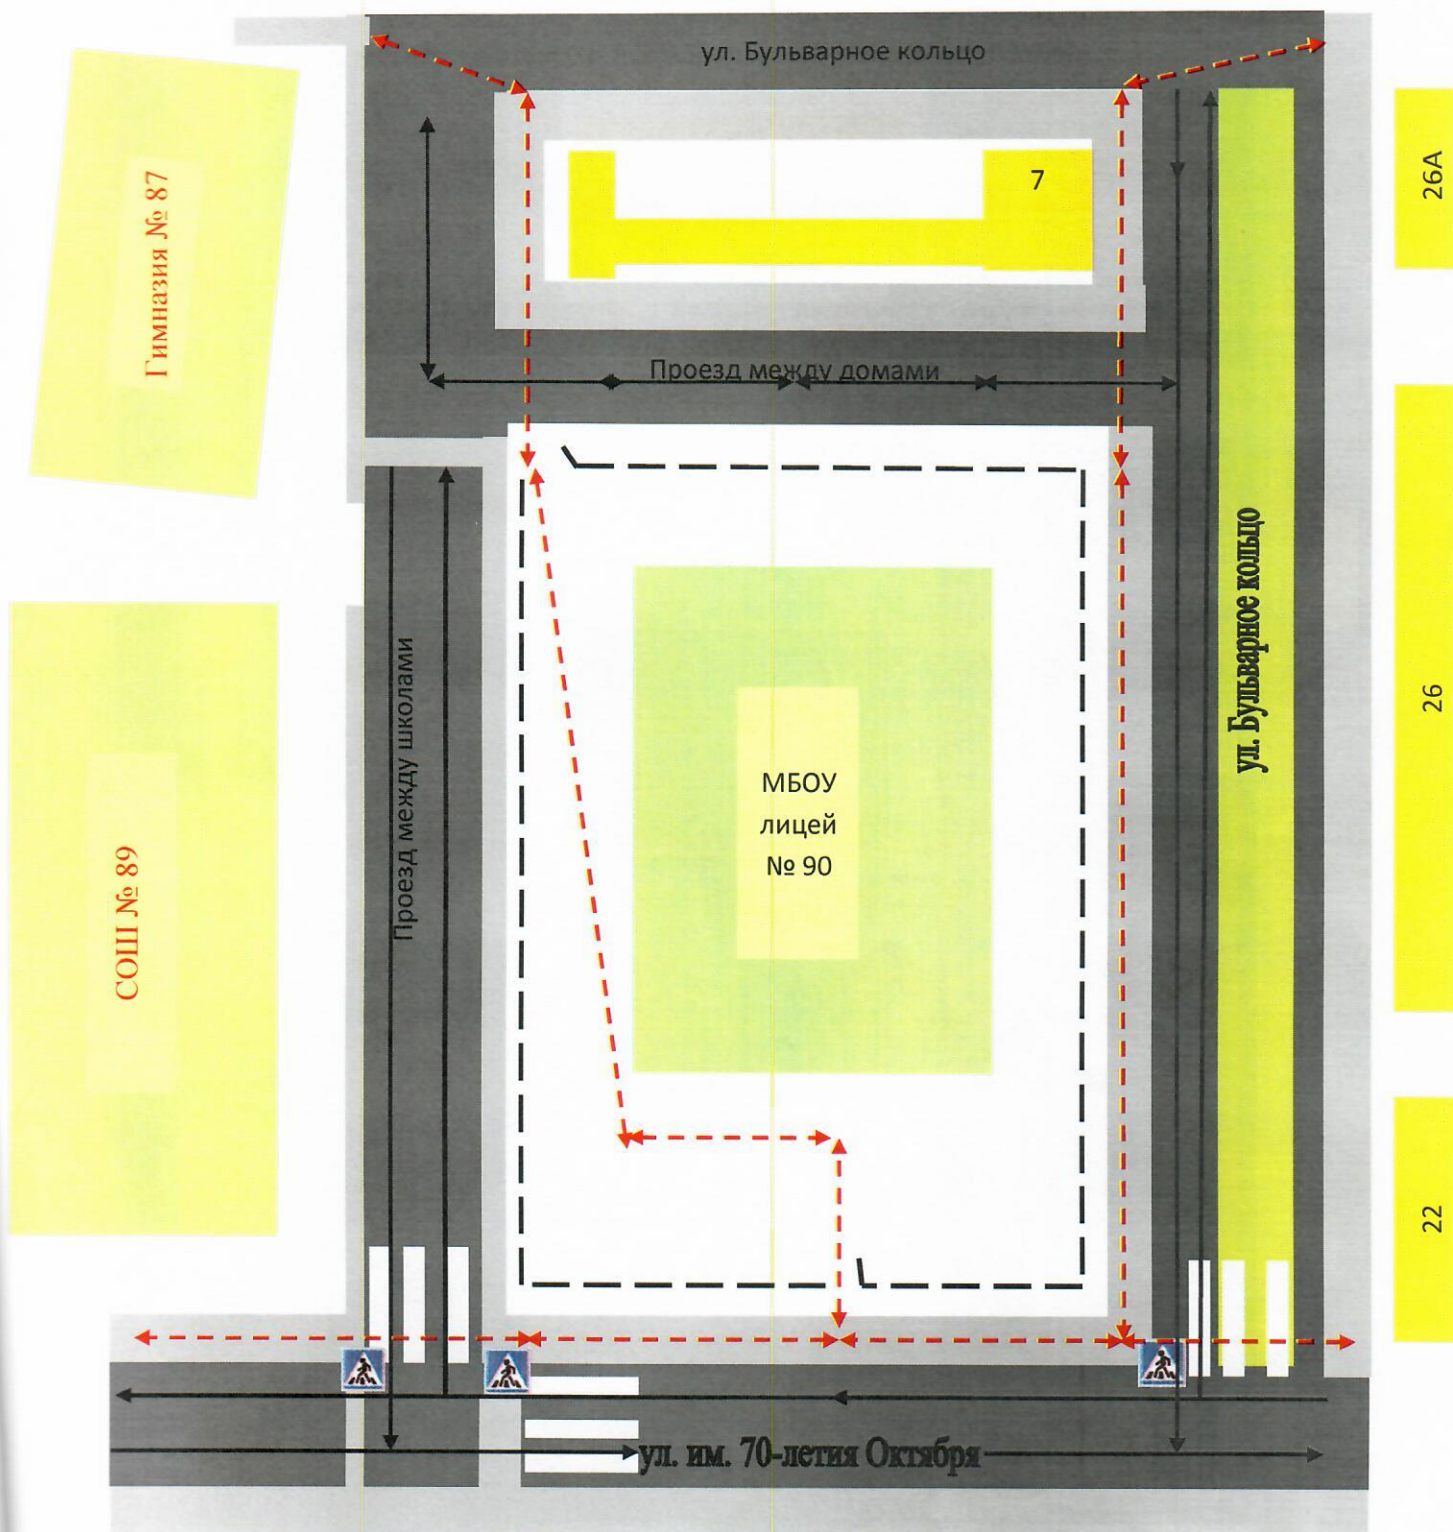 ул. Бульварное кольцо
Гимназия № 87
7
26А
Проезд между домами
ул. Бульварное кольцо
26
Проезд между школами
МБОУ
лицей
№ 90
СОШ № 89
22
ул. им. 70-летия Октября